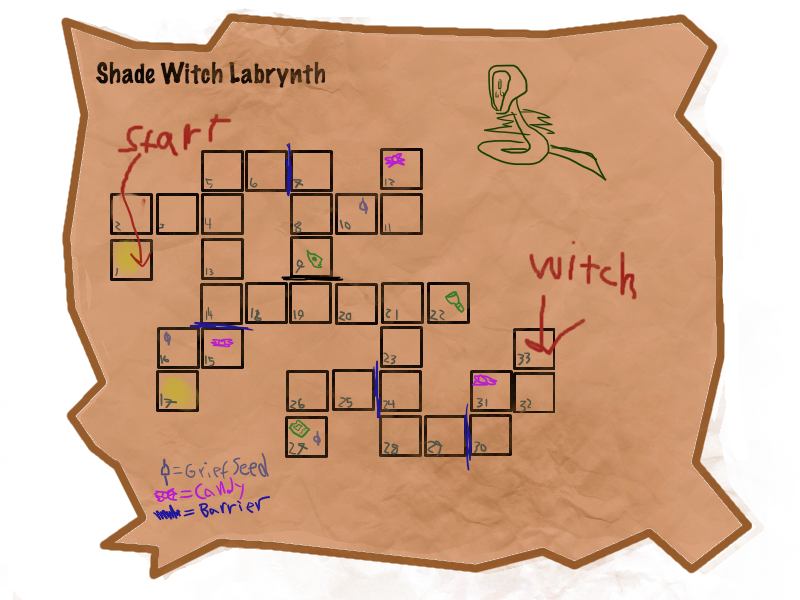 Shade Witch Labrynth
Start
5 6 7 12
2 3 4 8 10 11
1 13 9
14 18 19 20 21 22
16 15 23 33
17 26 25 24 31 32
27 28 29 30
witch
= Grief Seed
= Candy
= Barrier